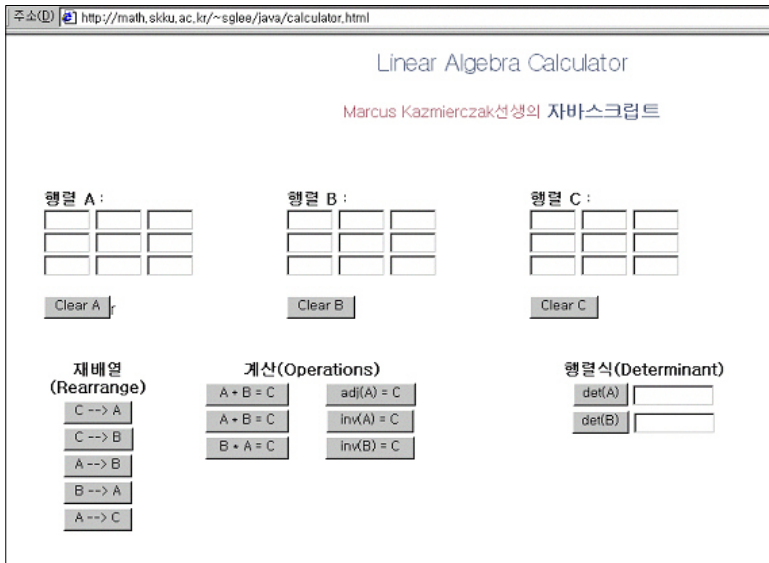 주소(D) http://math.skku.ac.kr/~sglee/java/calculator.html
Linear Algebra Calculator
Marcus Kazmierczak선생의 자바스크립트
행렬 A : 행렬 B : 행렬 C :
Clear A r Clear B Clear C
재배열 계산(Operations) 행렬식(Determinant)
(Rearrange)
A + B = C adj(A) = C det(A)
C --> A
A + B = C inv(A) = C det(B)
C --> B
B * A = C inv(B) = C
A --> B
B --> A
A --> C